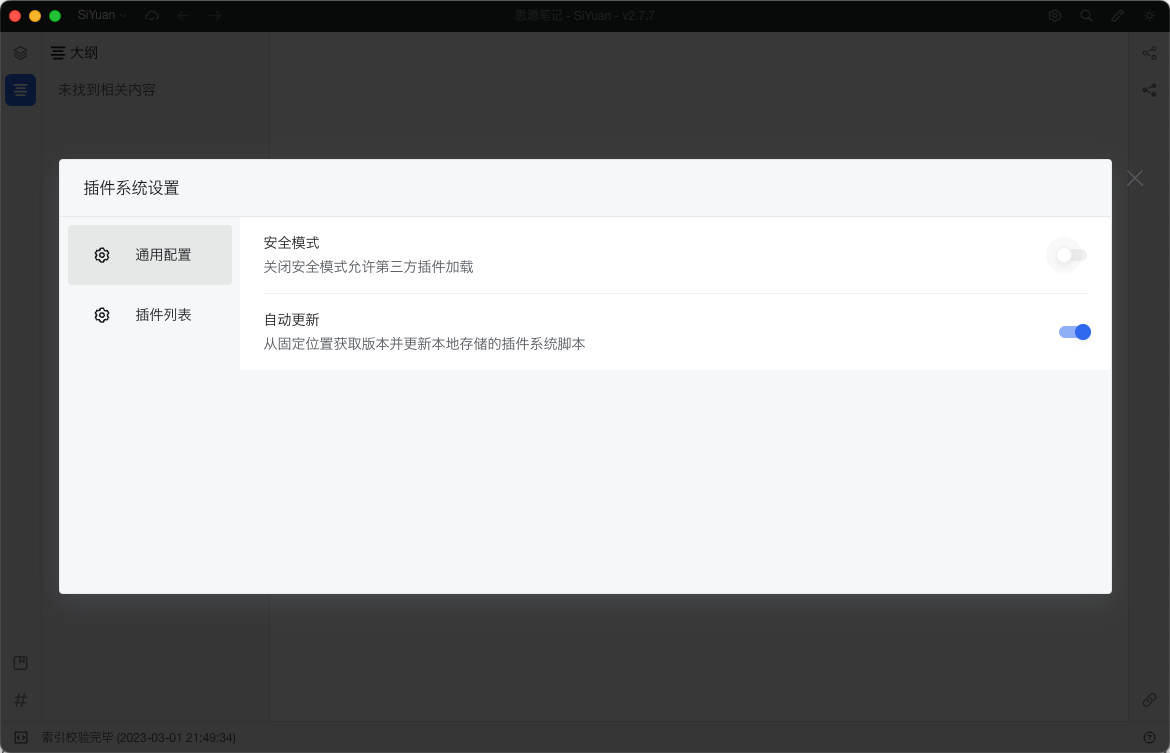 SiYuan
思源笔记 - SiYuan - v2.7.7
大纲
未找到相关内容
插件系统设置
通用配置
插件列表
安全模式
关闭安全模式允许第三方插件加载
自动更新
从固定位置获取版本并更新本地存储的插件系统脚本
索引校验完毕 (2023-03-01 21:49:34)